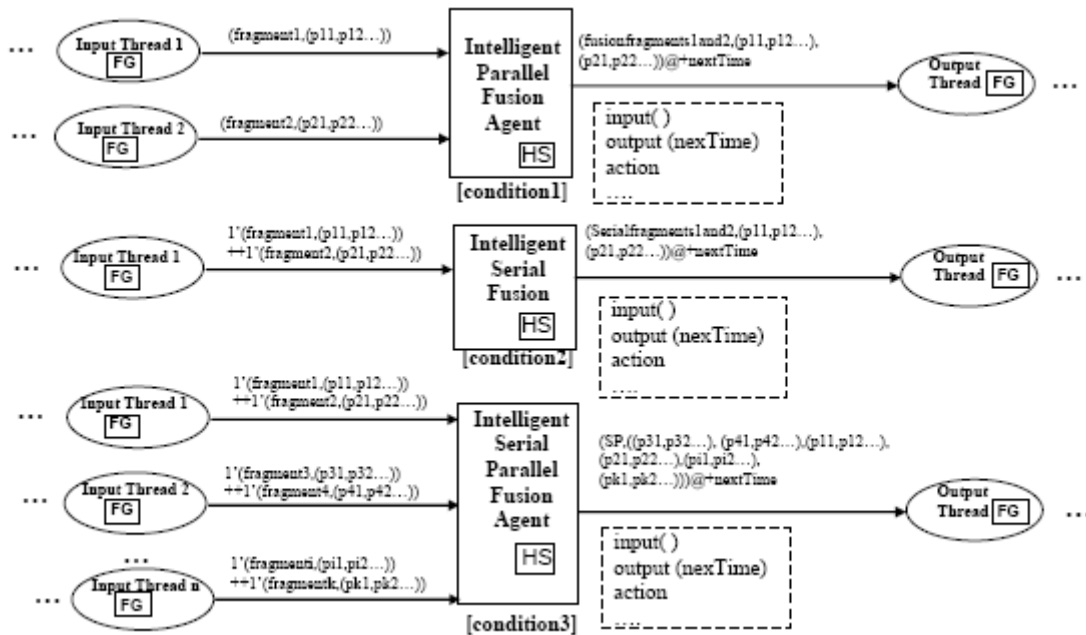 ...
Input Thread 1
FG
(fragment1,(p11,p12...))
Intelligent
Parallel
Fusion
Agent
HS
[condition1]
(fusionfragments1and2,(p11,p12...),
(p21,p22...))@+nextTime
Output
Thread FG
...
...
Input Thread 2
FG
(fragment2,(p21,p22...))
input( )
output (nexTime)
action
....
...
Input Thread 1
FG
1'(fragment1,(p11,p12...))
++1'(fragment2,(p21,p22...))
Intelligent
Serial
Fusion
HS
[condition2]
(Serialfragments1and2,(p11,p12...),
(p21,p22...))@+nextTime
Output
Thread FG
...
input( )
output (nexTime)
action
....
...
Input Thread 1
FG
1'(fragment1,(p11,p12...))
++1'(fragment2,(p21,p22...))
Intelligent
Serial
Parallel
Fusion
Agent
HS
[condition3]
(SP,((p31,p32...), (p41,p42...),(p11,p12...),
(p21,p22...),(pi1,pi2...),
(pk1,pk2...)))@+nextTime
Output
Thread FG
...
...
Input Thread 2
FG
1'(fragment3,(p31,p32...))
++1'(fragment4,(p41,p42...))
...
...
Input Thread n
FG
1'(fragmenti,(pi1,pi2...))
++1'(fragmentk,(pk1,pk2...))
input( )
output (nexTime)
action
....